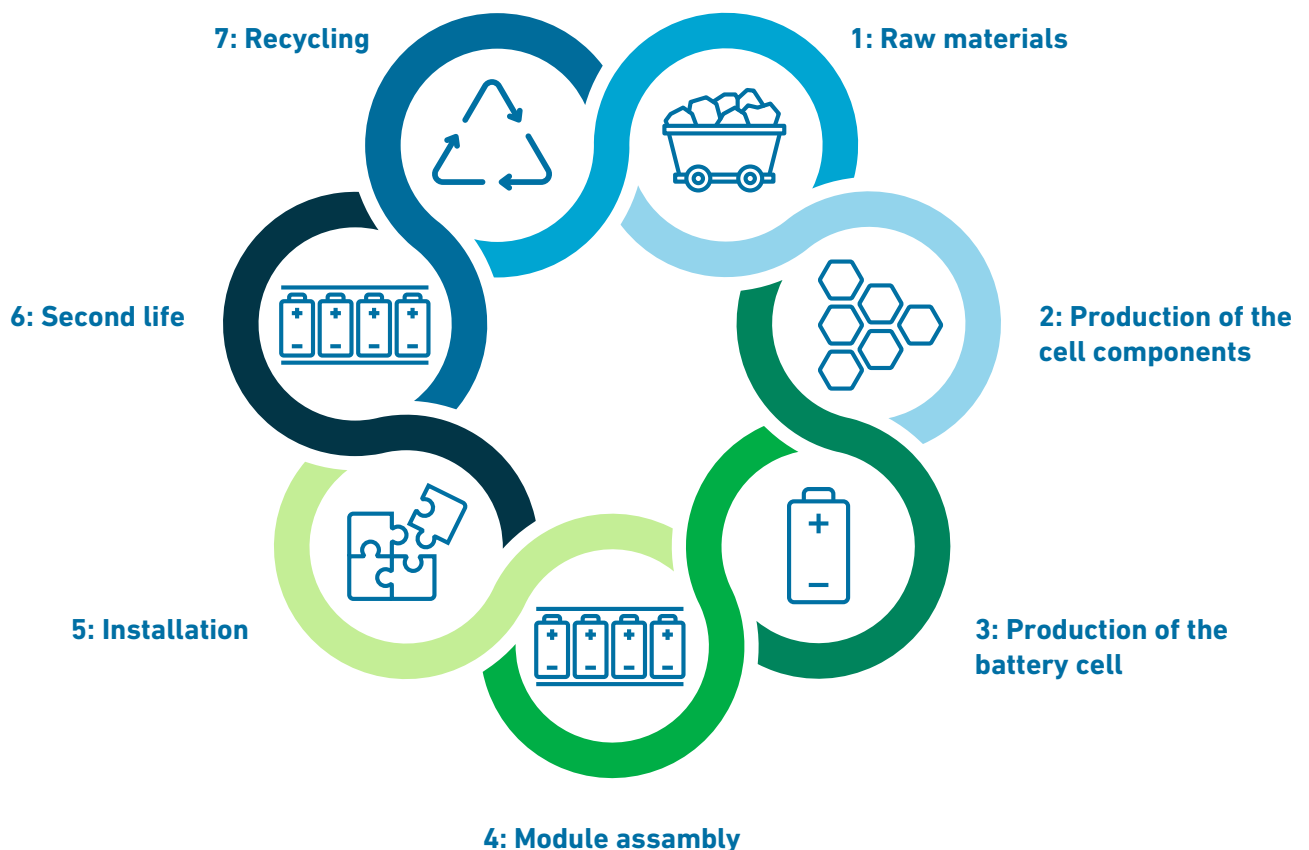 7: Recycling
1: Raw materials
6: Second life
2: Production of the
cell components
5: Installation
3: Production of the
battery cell
4: Module assambly